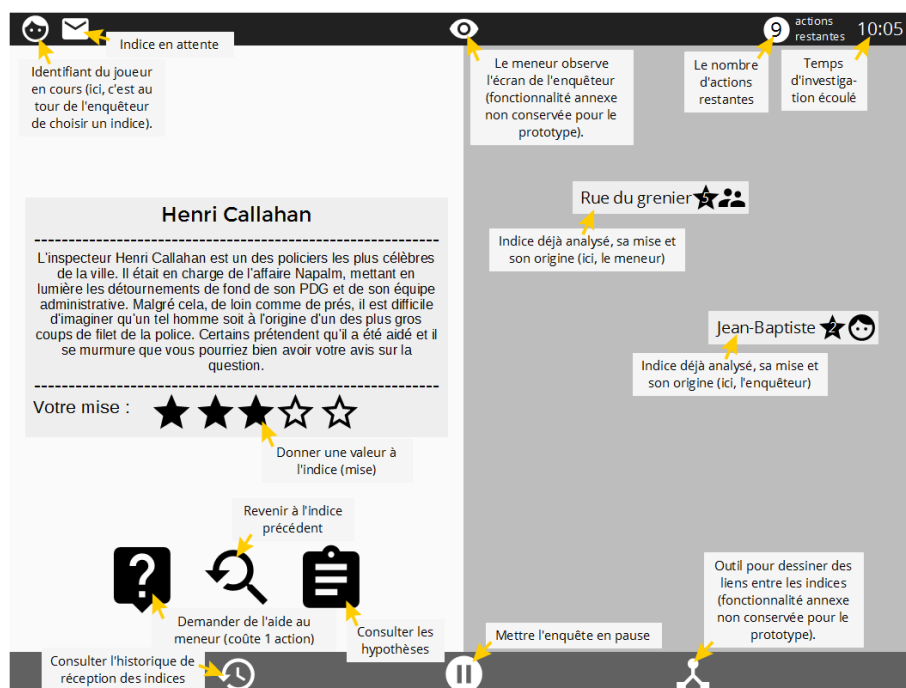 9
actions
restantes
10:05
Indice en attente
Identifiant du joueur
en cours (ici, c'est au
tour de l'enquêteur
de choisir un indice).
Le meneur observe
l'écran de l'enquêteur
(fonctionnalité annexe
non conservée pour le
prototype).
Le nombre
d'actions
restantes
Temps
d'investiga-
tion écoulé
Henri Callahan
L'inspecteur Henri Callahan est un des policiers les plus célèbres
de la ville. Il était en charge de l'affaire Napalm, mettant en
lumière les détournements de fond de son PDG et de son équipe
administrative. Malgré cela, de loin comme de prés, il est difficile
d'imaginer qu'un tel homme soit à l'origine d'un des plus gros
coups de filet de la police. Certains prétendent qu'il a été aidé et il
se murmure que vous pourriez bien avoir votre avis sur la
question.
Votre mise :
Donner une valeur à
l'indice (mise)
Rue du grenier 5
Indice déjà analysé, sa mise et
son origine (ici, le meneur)
Jean-Baptiste 2
Indice déjà analysé, sa mise et
son origine (ici, l'enquêteur)
Revenir à l'indice
précédent
?
Demander de l'aide au
meneur (coûte 1 action)
Consulter les
hypothèses
Outil pour dessiner des
liens entre les indices
(fonctionnalité annexe
non conservée pour le
prototype).
Mettre l'enquête en pause
Consulter l'historique de
réception des indices